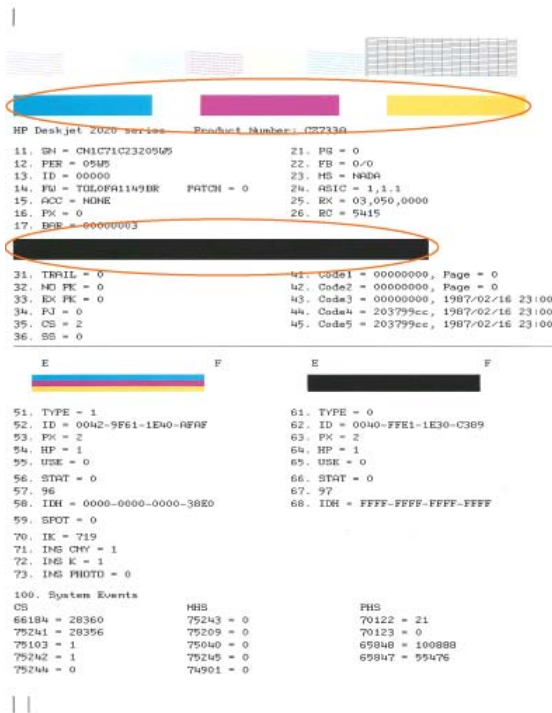 HP Deskjet 2020 series Product Number: CZ733A
11. SN = CN1C71C23205W5 21. PG = 0
12. PER = 05W5 22. FB = 0/0
13. ID = 00000 23. MS = NADA
14. FW = TOL0FA1149BR PATCH = 0 24. ASIC = 1,1.1
15. ACC = NONE 25. RX = 03,050,0000
16. PX = 0 26. RC = 5415
17. BAR = 00000003
31. TRAIL = 0 41. Code1 = 00000000, Page = 0
32. NO PK = 0 42. Code2 = 00000000, Page = 0
33. EX PK = 0 43. Code3 = 00000000, 1987/02/16 23:00
34. PJ = 0 44. Code4 = 203799cc, 1987/02/16 23:00
35. CS = 2 45. Code5 = 203799cc, 1987/02/16 23:00
36. SS = 0
E F E F
51. TYPE = 1 61. TYPE = 0
52. ID = 0042-9F61-1E40-AFAF 62. ID = 0040-FFE1-1E30-C389
53. PX = 2 63. PX = 2
54. HP = 1 64. HP = 1
55. USE = 0 65. USE = 0
56. STAT = 0 66. STAT = 0
57. 96 67. 97
58. IDH = 0000-0000-0000-38E0 68. IDH = FFFF-FFFF-FFFF-FFFF
59. SPOT = 0
70. IK = 719
71. INS CMY = 1
72. INS K = 1
73. INS PHOTO = 0
100. System Events
CS MHS PHS
66184 = 28360 75243 = 0 70122 = 21
75241 = 28356 75209 = 0 70123 = 0
75103 = 1 75040 = 0 65848 = 100888
75242 = 1 75245 = 0 65847 = 55476
75244 = 0 74901 = 0